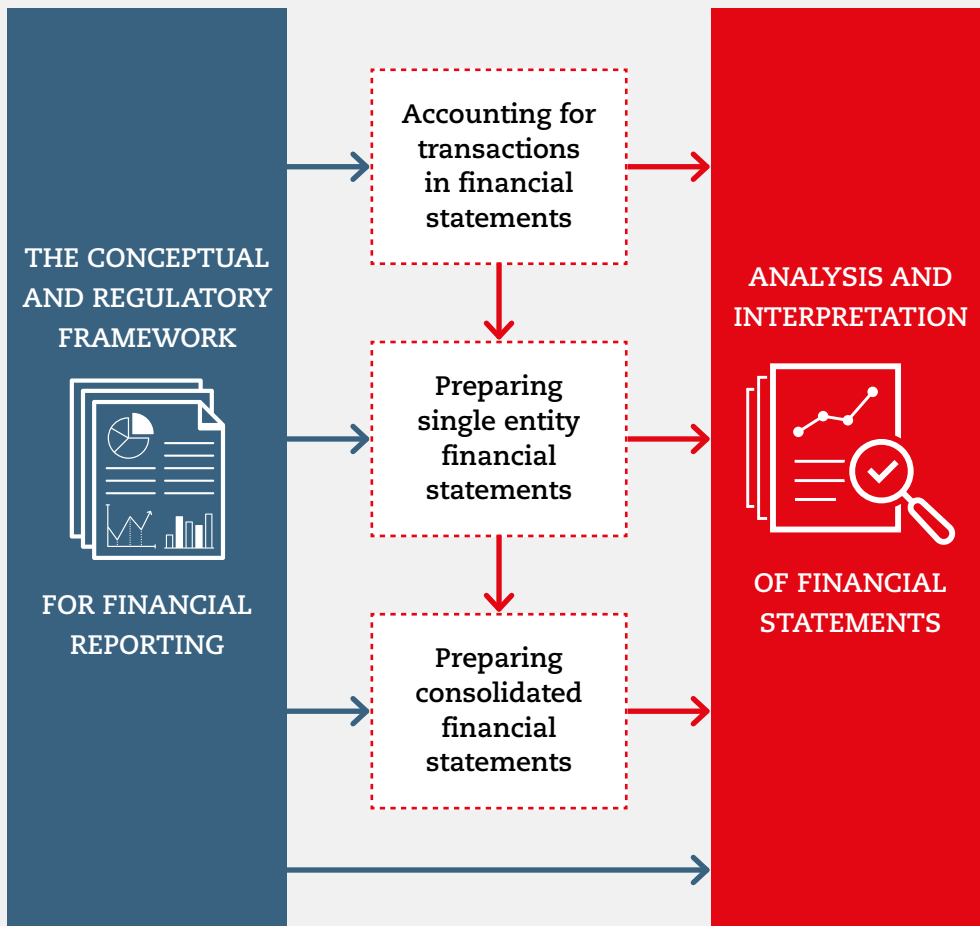 THE CONCEPTUAL
AND REGULATORY
FRAMEWORK
FOR FINANCIAL
REPORTING
Accounting for
transactions
in financial
statements
Preparing
single entity
financial
statements
Preparing
consolidated
financial
statements
ANALYSIS AND
INTERPRETATION
OF FINANCIAL
STATEMENTS